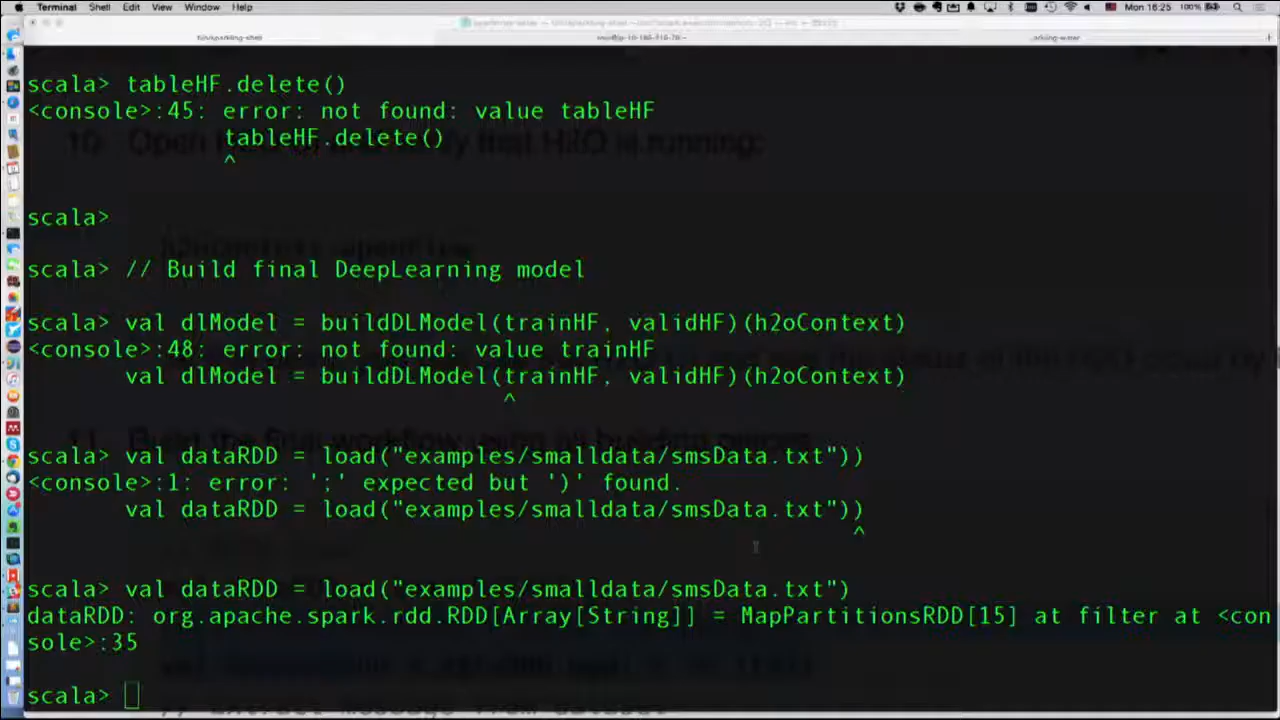 Terminal Shell Edit View Window Help Mon 16:25 100%
scala> tableHF.delete()
<console>:45: error: not found: value tableHF
tableHF.delete()
^
scala>
scala> // Build final DeepLearning model
scala> val dlModel = buildDLModel(trainHF, validHF)(h2oContext)
<console>:48: error: not found: value trainHF
val dlModel = buildDLModel(trainHF, validHF)(h2oContext)
^
scala> val dataRDD = load("examples/smalldata/smsData.txt"))
<console>:1: error: ';' expected but ')' found.
val dataRDD = load("examples/smalldata/smsData.txt"))
^
scala> val dataRDD = load("examples/smalldata/smsData.txt")
dataRDD: org.apache.spark.rdd.RDD[Array[String]] = MapPartitionsRDD[15] at filter at <con
sole>:35
scala>